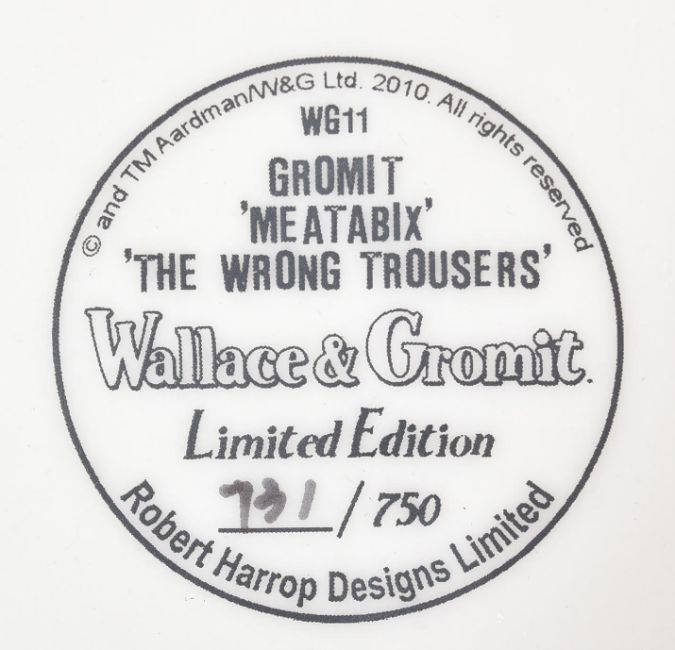 © and TM Aardman/W&G Ltd. 2010. All rights reserved
WG11
GROMIT
'MEATABIX'
'THE WRONG TROUSERS'
Wallace & Gromit.
Limited Edition
731 / 750
Robert Harrop Designs Limited